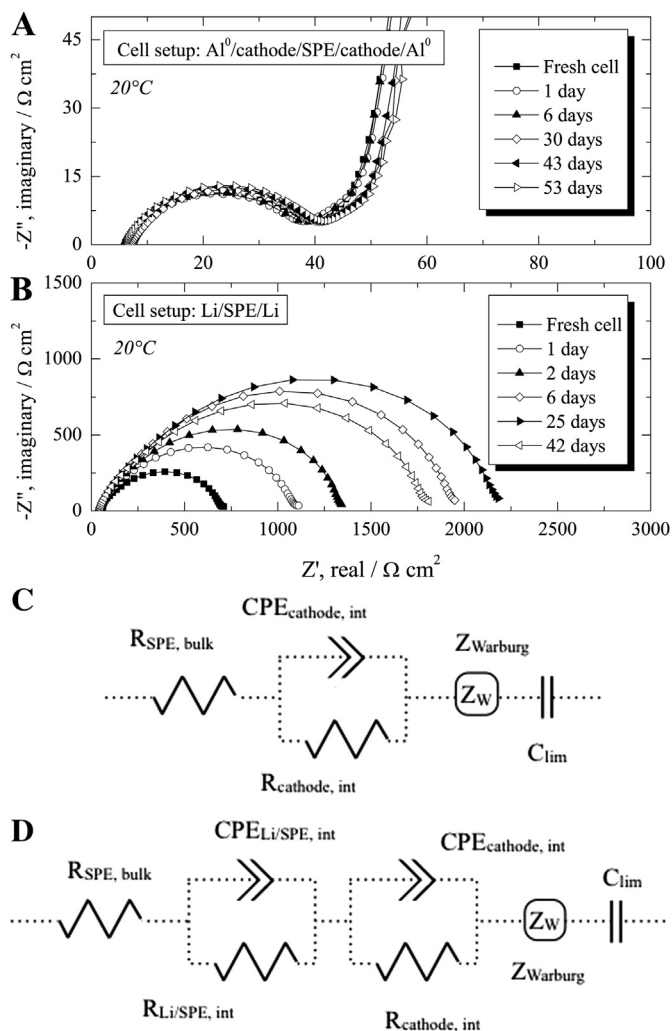 A
Cell setup: Al⁰/cathode/SPE/cathode/Al⁰
20°C
Fresh cell
1 day
6 days
30 days
43 days
53 days
45
30
15
0
-Z", imaginary / Ω cm²
0 20 40 60 80 100
B
Cell setup: Li/SPE/Li
20°C
Fresh cell
1 day
2 days
6 days
25 days
42 days
1500
1000
500
0
-Z", imaginary / Ω cm²
0 500 1000 1500 2000 2500 3000
Z', real / Ω cm²
C
CPEcathode, int
RSPE, bulk
ZWarburg
ZW
Clim
Rcathode, int
D
CPELi/SPE, int
CPEcathode, int
RSPE, bulk
Clim
ZW
ZWarburg
RLi/SPE, int
Rcathode, int